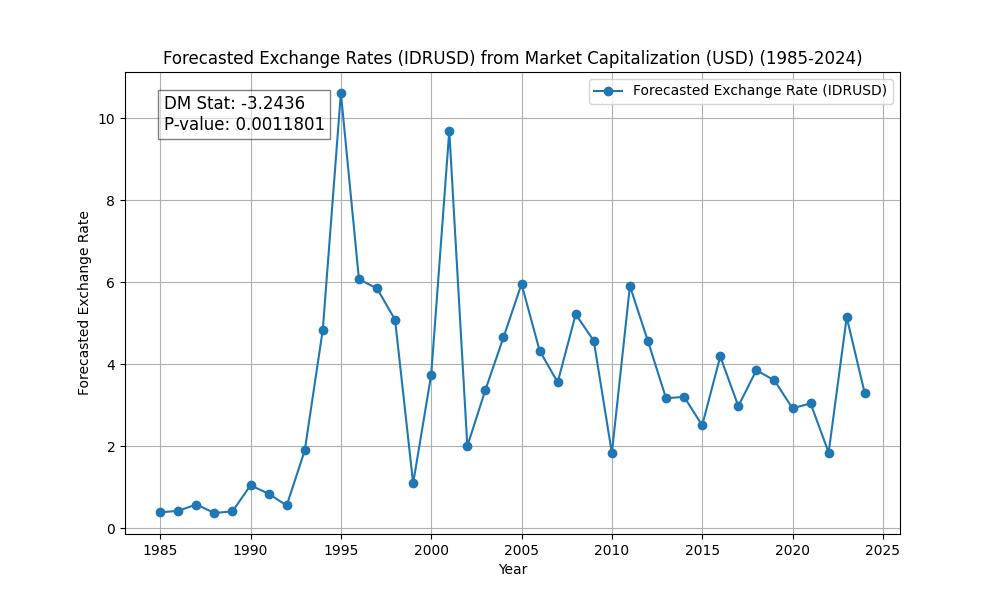 Forecasted Exchange Rates (IDRUSD) from Market Capitalization (USD) (1985-2024)
DM Stat: -3.2436
P-value: 0.0011801
Forecasted Exchange Rate (IDRUSD)
Forecasted Exchange Rate
10
8
6
4
2
0
1985 1990 1995 2000 2005 2010 2015 2020 2025
Year